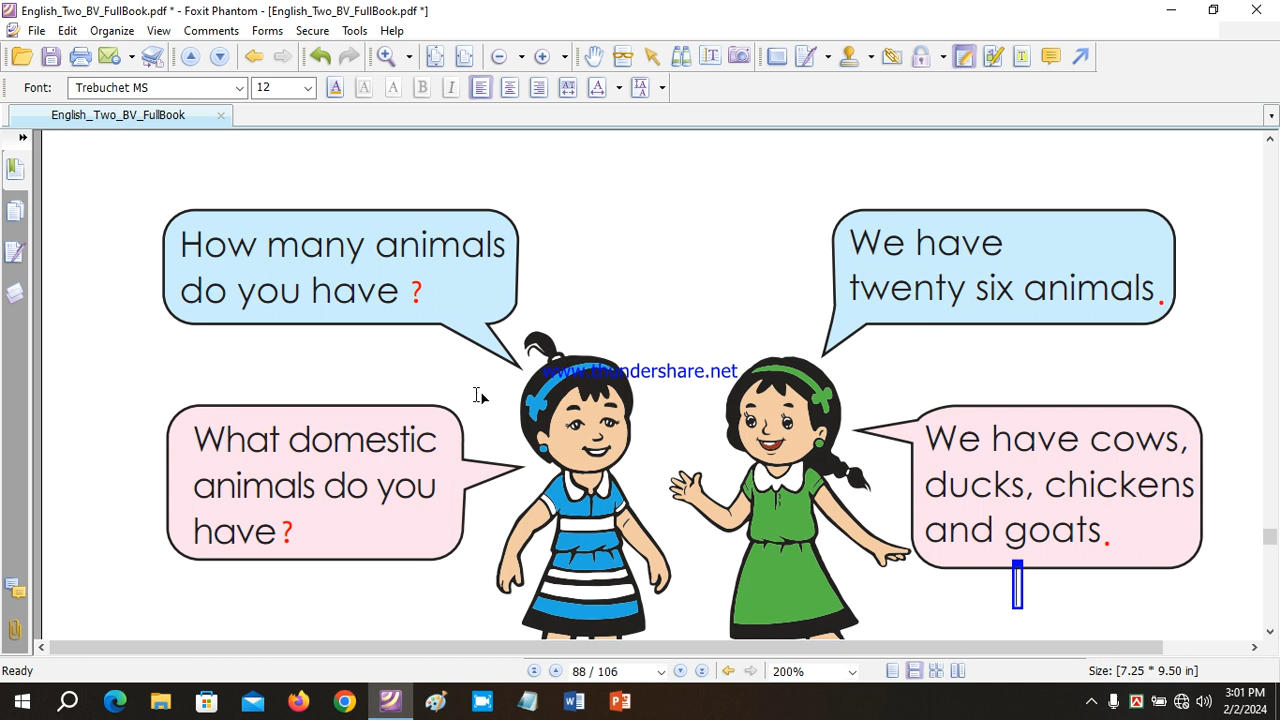 English_Two_BV_FullBook.pdf * - Foxit Phantom - [English_Two_BV_FullBook.pdf *]
File Edit Organize View Comments Forms Secure Tools Help
Font: Trebuchet MS 12
English_Two_BV_FullBook
How many animals
do you have ?
We have
twenty six animals.
www.thundershare.net
What domestic
animals do you
have?
We have cows,
ducks, chickens
and goats.
Ready 88 / 106 200% Size: [7.25 * 9.50 in]
3:01 PM
2/2/2024